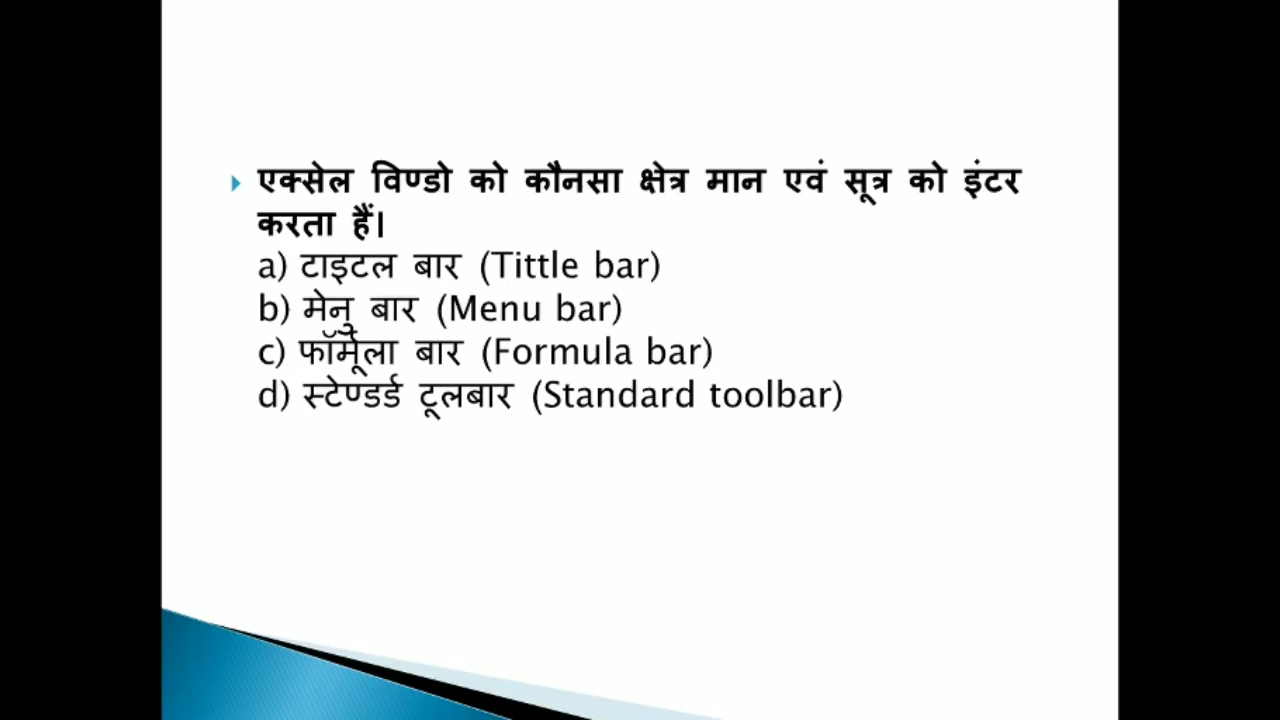 एक्सेल विण्डो को कौनसा क्षेत्र मान एवं सूत्र को इंटर
करता हैं।
a) टाइटल बार (Tittle bar)
b) मेनु बार (Menu bar)
c) फॉर्मूला बार (Formula bar)
d) स्टेण्डर्ड टूलबार (Standard toolbar)